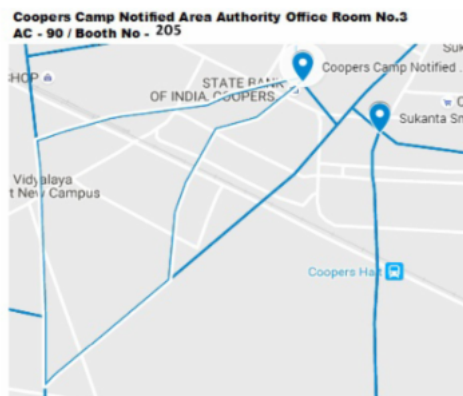 Coopers Camp Notified Area Authority Office Room No.3
AC - 90 / Booth No - 205
SHOP
STATE BANK
OF INDIA, COOPERS,
Coopers Camp Notified ..
Sukanta Sm
Vidyalaya
t New Campus
Coopers Halt